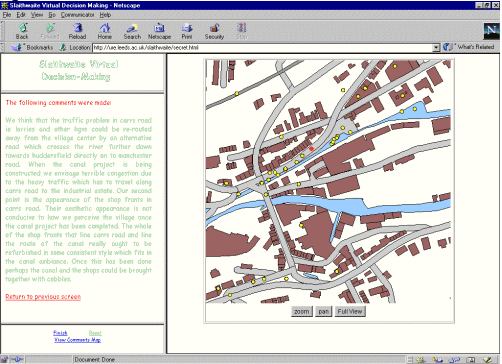 Slaithwaite Virtual Decision Making - Netscape
File Edit View Go Communicator Help
Back Forward Reload Home Search Netscape Print Security Stop
Bookmarks Location: http://ue.leeds.ac.uk/slaithwaite/secret.html What's Related
Slaithwaite Virtual
Decision-Making
The following comments were made:
We think that the traffic problem in carrs road
is lorries and other hgvs could be re-routed
away from the village center by an alternative
road which crosses the river further down
towards huddersfield directly on to manchester
road. When the canal project is being
constructed we envisage terrible congestion due
to the heavy traffic which has to travel along
carrs road to the industrial estate. Our second
point is the appearance of the shop fronts in
carrs road. Their aesthetic appearance is not
conducive to how we perceive the village once
the canal project has been completed. The whole
of the shop fronts that line carrs road and line
the route of the canal really ought to be
refurbished in some consistent style which fits in
the canal ambiance. Once this has been done
perhaps the canal and the shops could be brought
together with cobbles.
Return to previous screen
zoom pan Full View
Finish Reset
View Comments Map
Document: Done